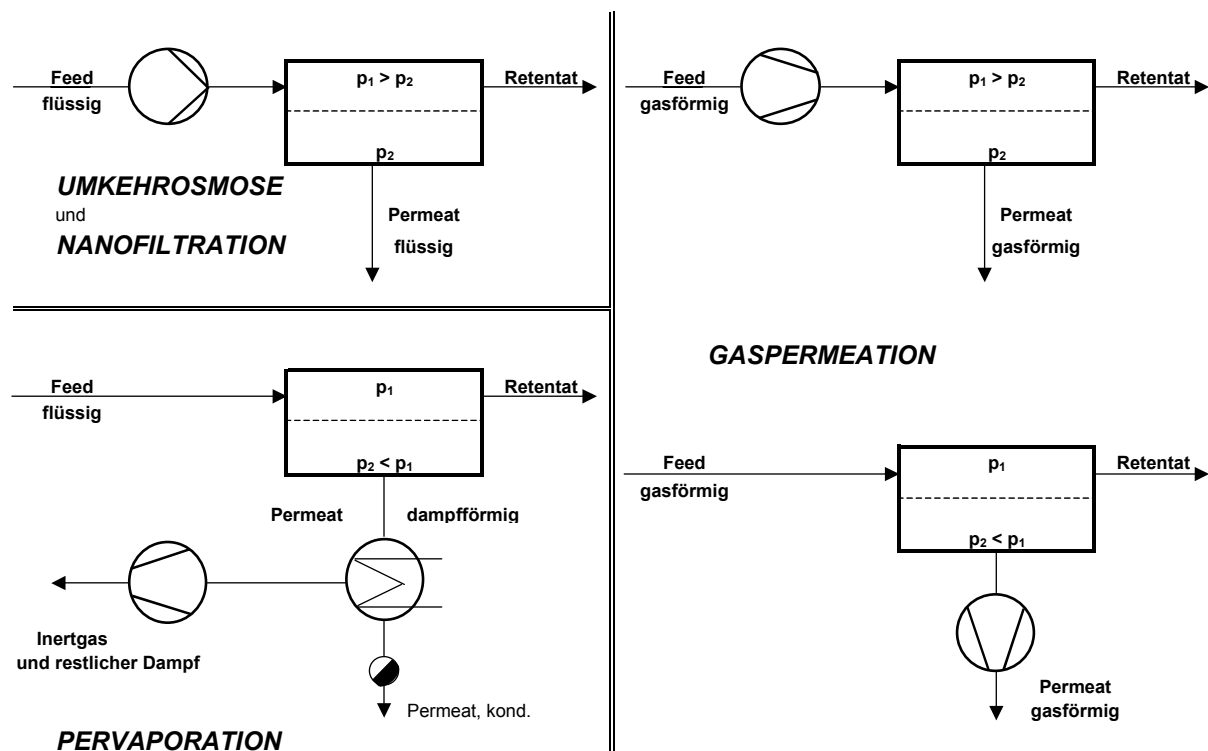 Feed
flüssig
p₁ > p₂
Retentat
p₂
UMKEHROSMOSE
und
NANOFILTRATION
Permeat
flüssig
Feed
flüssig
p₁
Retentat
p₂ < p₁
Permeat
dampfförmig
Inertgas
und restlicher Dampf
Permeat, kond.
PERVAPORATION
Feed
gasförmig
p₁ > p₂
Retentat
p₂
Permeat
gasförmig
GASPERMEATION
Feed
gasförmig
p₁
Retentat
p₂ < p₁
Permeat
gasförmig